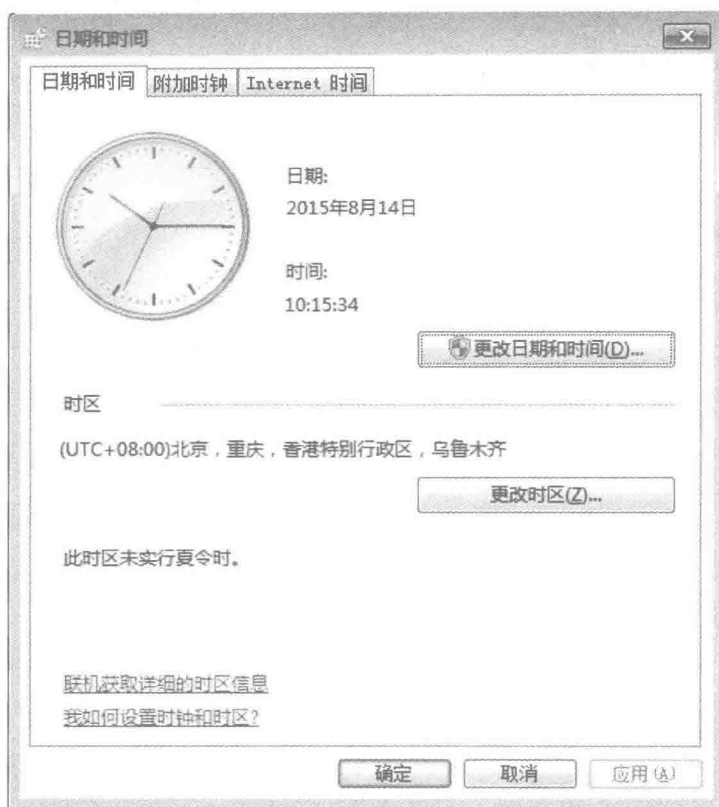 日期和时间
日期和时间 附加时钟 Internet 时间
日期:
2015年8月14日
时间:
10:15:34
更改日期和时间(D)...
时区
(UTC+08:00)北京，重庆，香港特别行政区，乌鲁木齐
更改时区(Z)...
此时区未实行夏令时。
联机获取详细的时区信息
我如何设置时钟和时区?
确定 取消 应用(A)